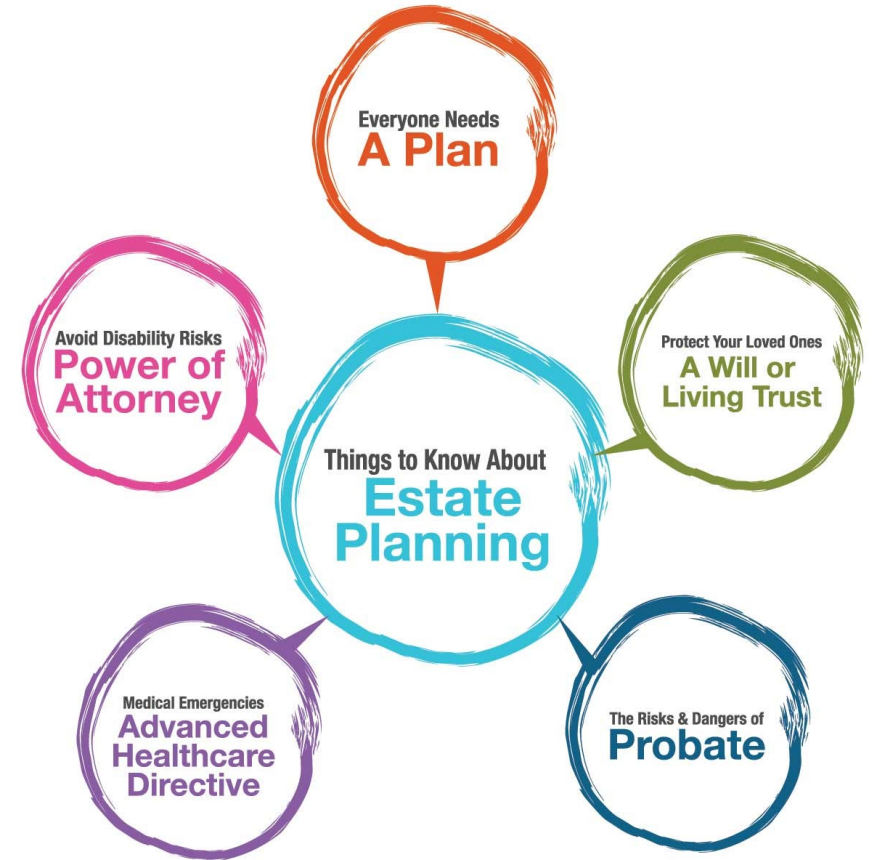 Everyone Needs
A Plan
Avoid Disability Risks
Power of
Attorney
Protect Your Loved Ones
A Will or
Living Trust
Things to Know About
Estate
Planning
Medical Emergencies
Advanced
Healthcare
Directive
The Risks & Dangers of
Probate